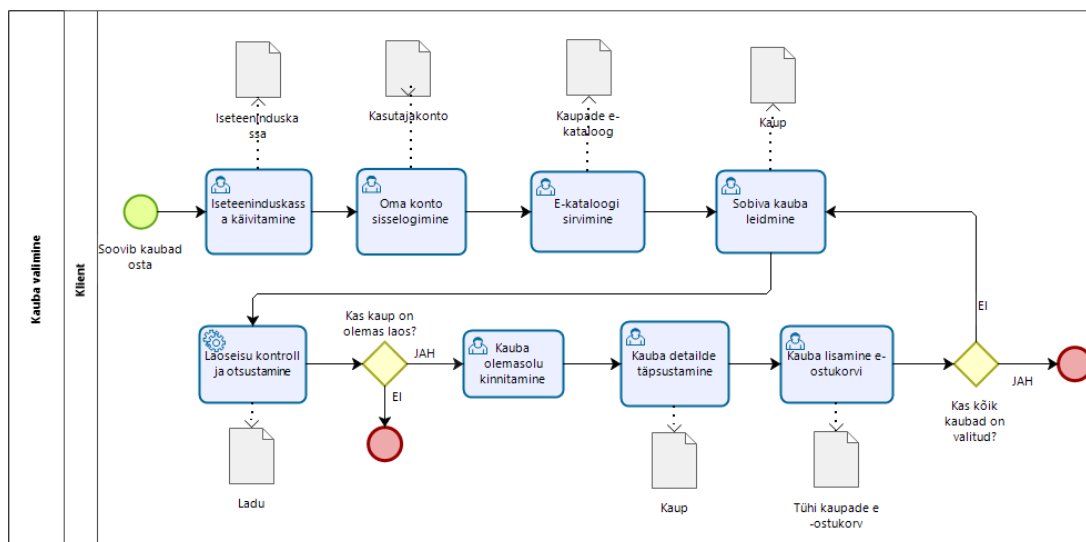 Kauba valimine
Klient
Iseteeninduska
ssa
Kasutajakonto
Kaupade e-
kataloog
Kaup
Soovib kaubad
osta
Iseteeninduskass
a käivitamine
Oma konto
sisselogimine
E-kataloogi
sirvimine
Sobiva kauba
leidmine
Laoseisu kontroll
ja otsustamine
Kas kaup on
olemas laos?
JAH
EI
Kauba
olemasolu
kinnitamine
Kauba detailde
täpsustamine
Kauba lisamine e-
ostukorvi
EI
JAH
Kas kõik
kaubad on
valitud?
Ladu
Kaup
Tühi kaupade e
-ostukorv